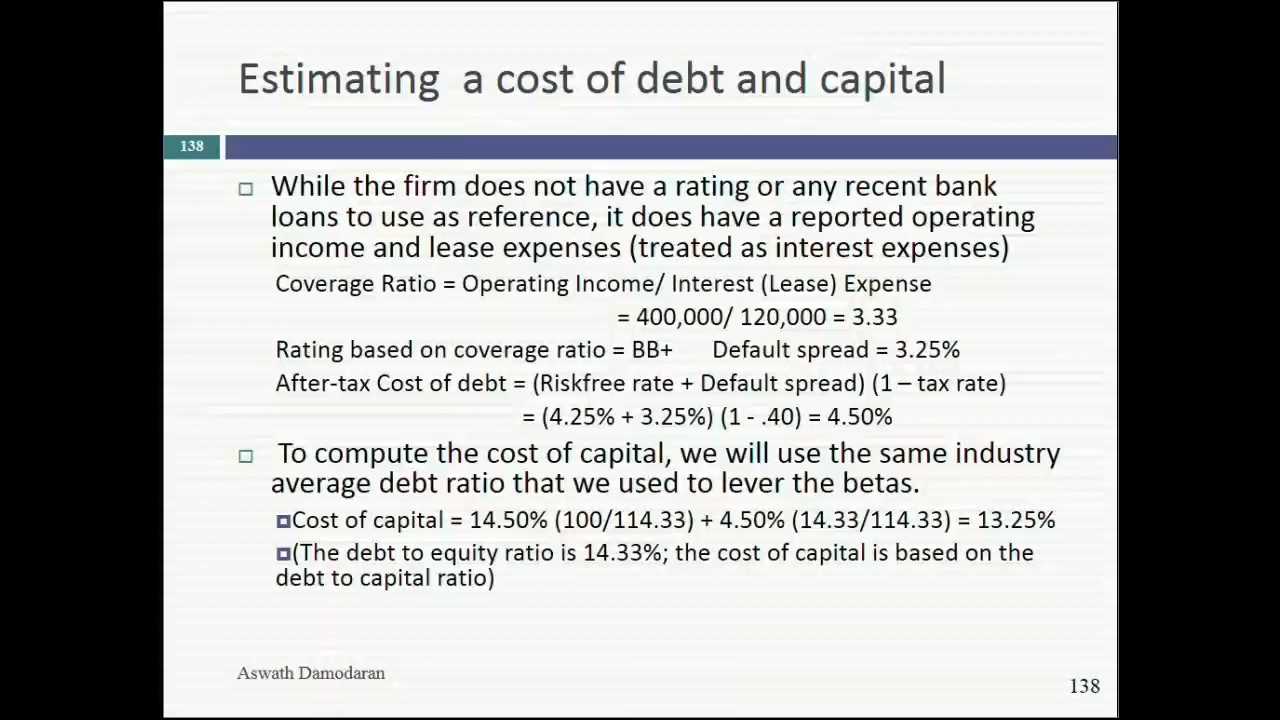 Estimating a cost of debt and capital
138
While the firm does not have a rating or any recent bank
loans to use as reference, it does have a reported operating
income and lease expenses (treated as interest expenses)
Coverage Ratio = Operating Income/ Interest (Lease) Expense
= 400,000/ 120,000 = 3.33
Rating based on coverage ratio = BB+ Default spread = 3.25%
After-tax Cost of debt = (Riskfree rate + Default spread) (1 – tax rate)
= (4.25% + 3.25%) (1 - .40) = 4.50%
To compute the cost of capital, we will use the same industry
average debt ratio that we used to lever the betas.
Cost of capital = 14.50% (100/114.33) + 4.50% (14.33/114.33) = 13.25%
(The debt to equity ratio is 14.33%; the cost of capital is based on the
debt to capital ratio)
Aswath Damodaran
138